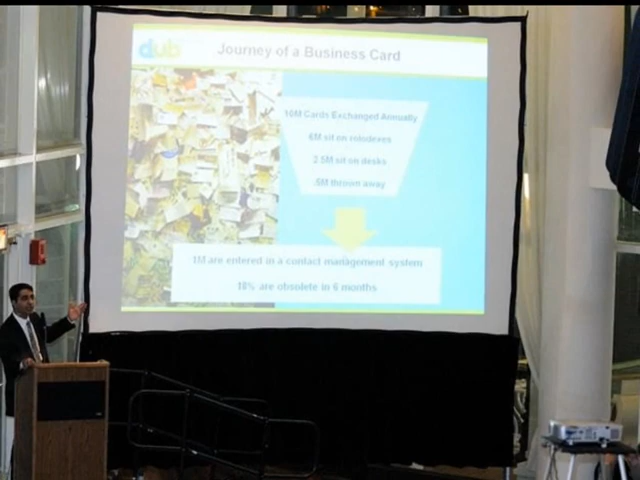 dub
Journey of a Business Card
10M Cards Exchanged Annually
6M sit on rolodexes
2.5M sit on desks
.5M thrown away
1M are entered in a contact management system
18% are obsolete in 6 months